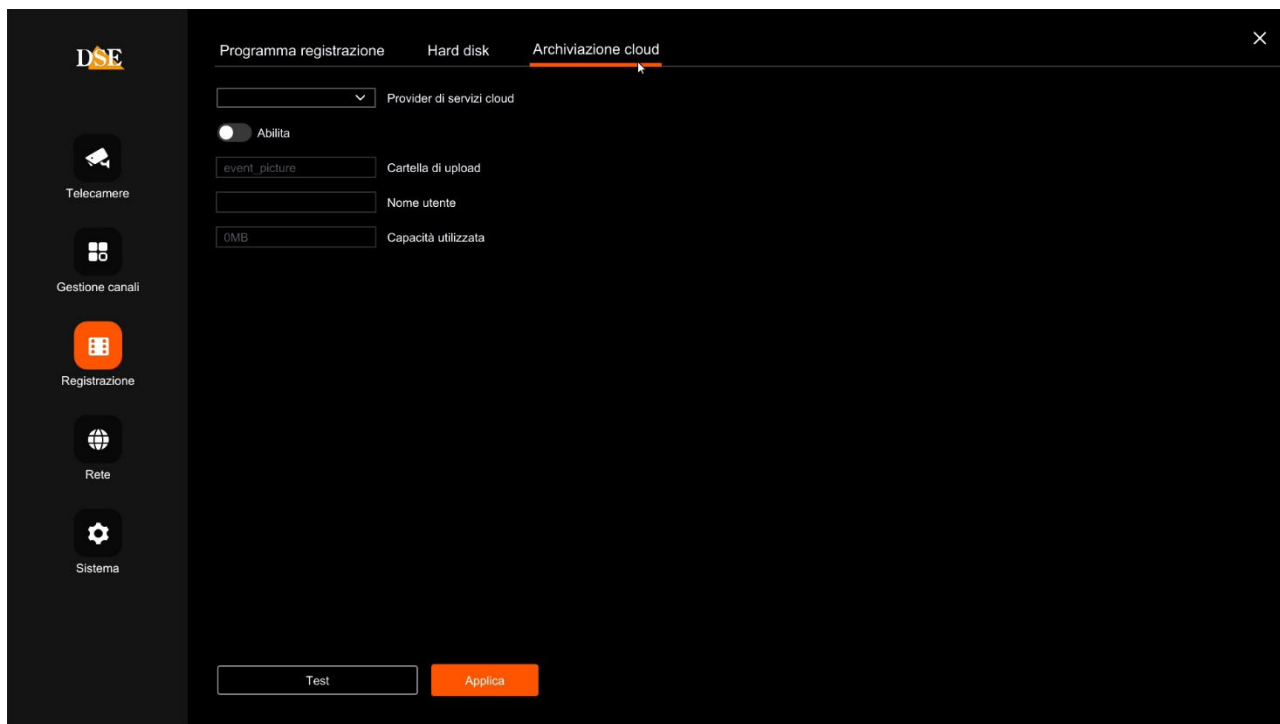 DSE
Programma registrazione
Hard disk
Archiviazione cloud
Provider di servizi cloud
Abilita
event_picture
Cartella di upload
Nome utente
0MB
Capacità utilizzata
Telecamere
Gestione canali
Registrazione
Rete
Sistema
Test
Applica